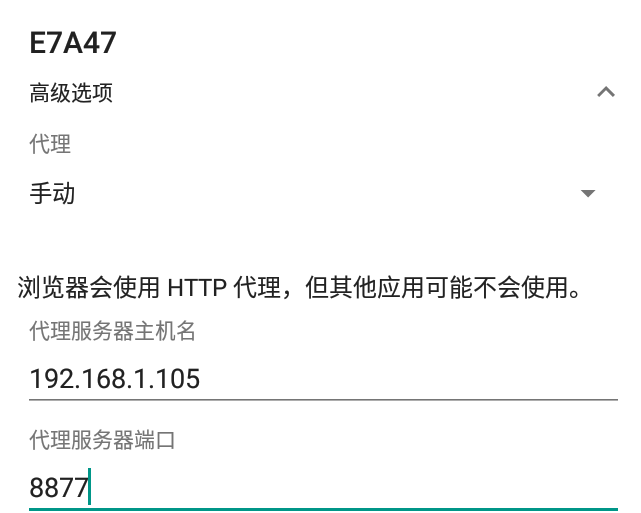 E7A47
高级选项
代理
手动
浏览器会使用 HTTP 代理，但其他应用可能不会使用。
代理服务器主机名
192.168.1.105
代理服务器端口
8877